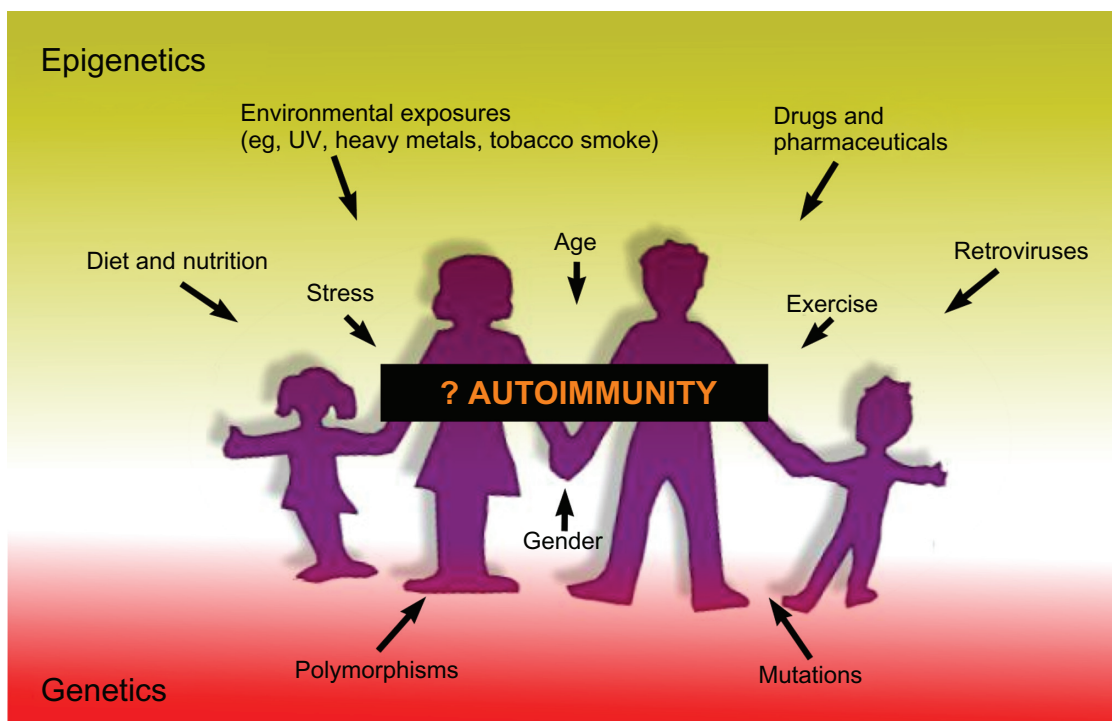 Epigenetics
Environmental exposures
(eg, UV, heavy metals, tobacco smoke)
Drugs and
pharmaceuticals
Age
Diet and nutrition
Retroviruses
Stress
Exercise
? AUTOIMMUNITY
Gender
Polymorphisms
Mutations
Genetics